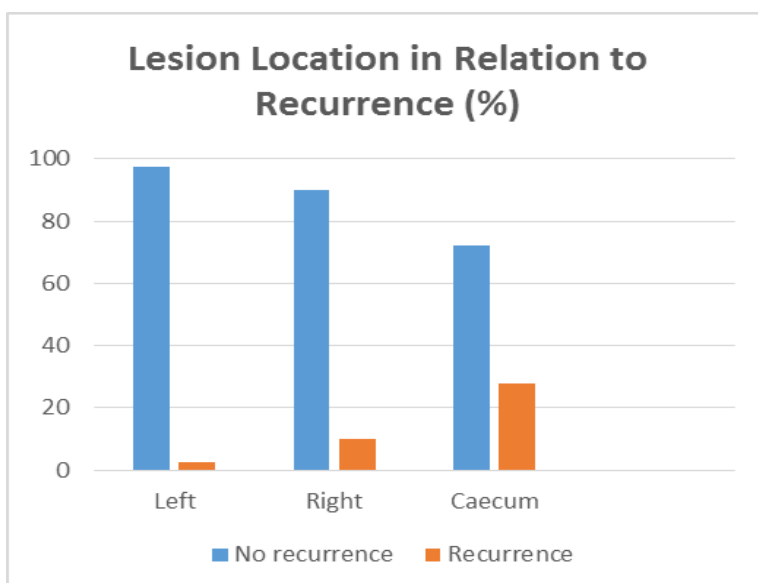 Lesion Location in Relation to
Recurrence (%)
100
80
60
40
20
0
Left Right Caecum
No recurrence Recurrence